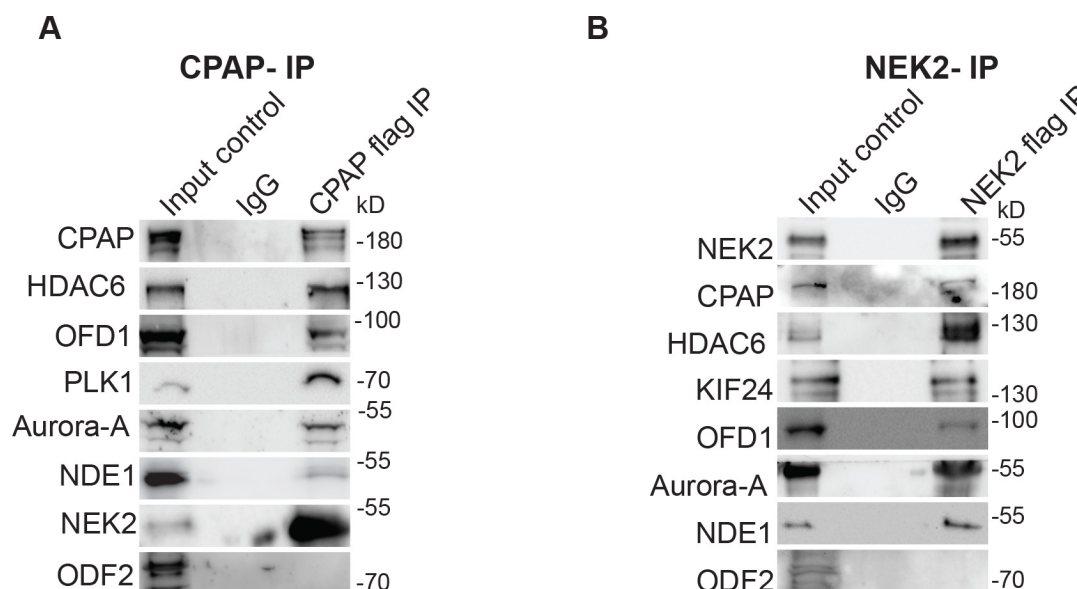 A
CPAP- IP
Input control
IgG
CPAP flag IP
kD
CPAP
-180
HDAC6
-130
OFD1
-100
PLK1
-70
Aurora-A
-55
NDE1
-55
NEK2
-55
ODF2
-70
B
NEK2- IP
Input control
IgG
NEK2 flag IP
kD
NEK2
-55
CPAP
-180
HDAC6
-130
KIF24
-130
OFD1
-100
Aurora-A
-55
NDE1
-55
ODF2
-70